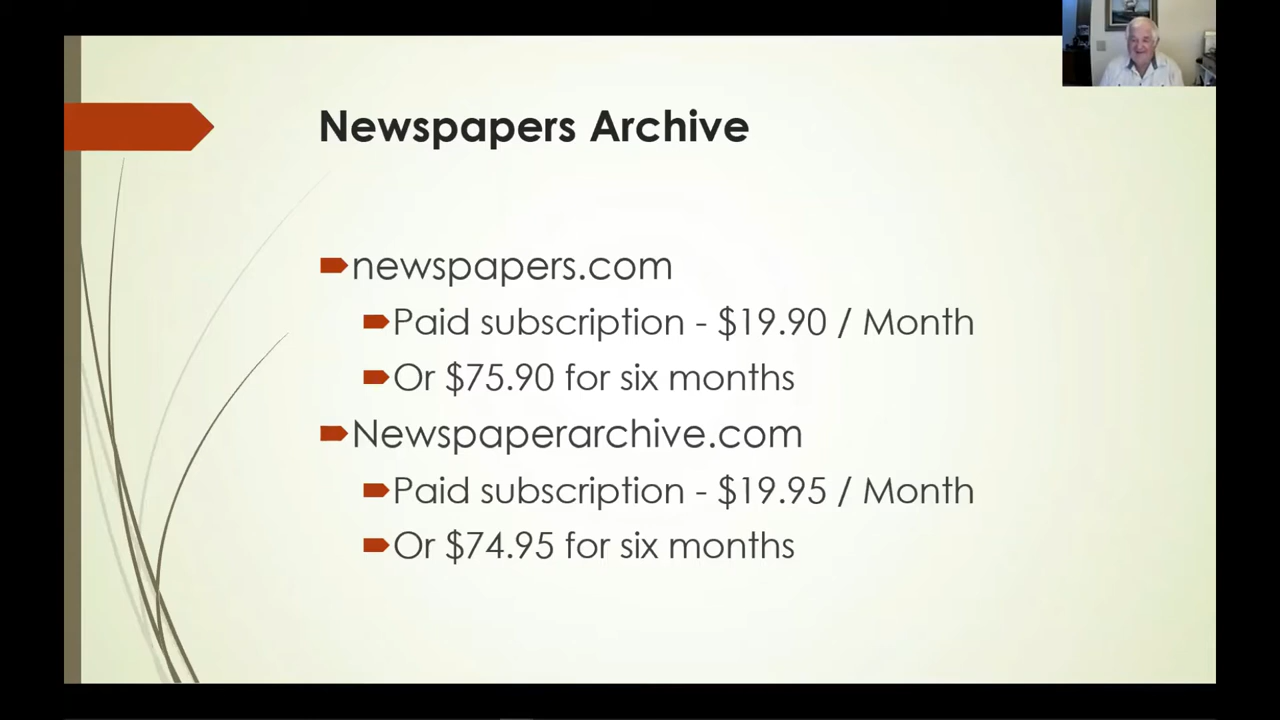 Newspapers Archive
newspapers.com
Paid subscription - $19.90 / Month
Or $75.90 for six months
Newspaperarchive.com
Paid subscription - $19.95 / Month
Or $74.95 for six months